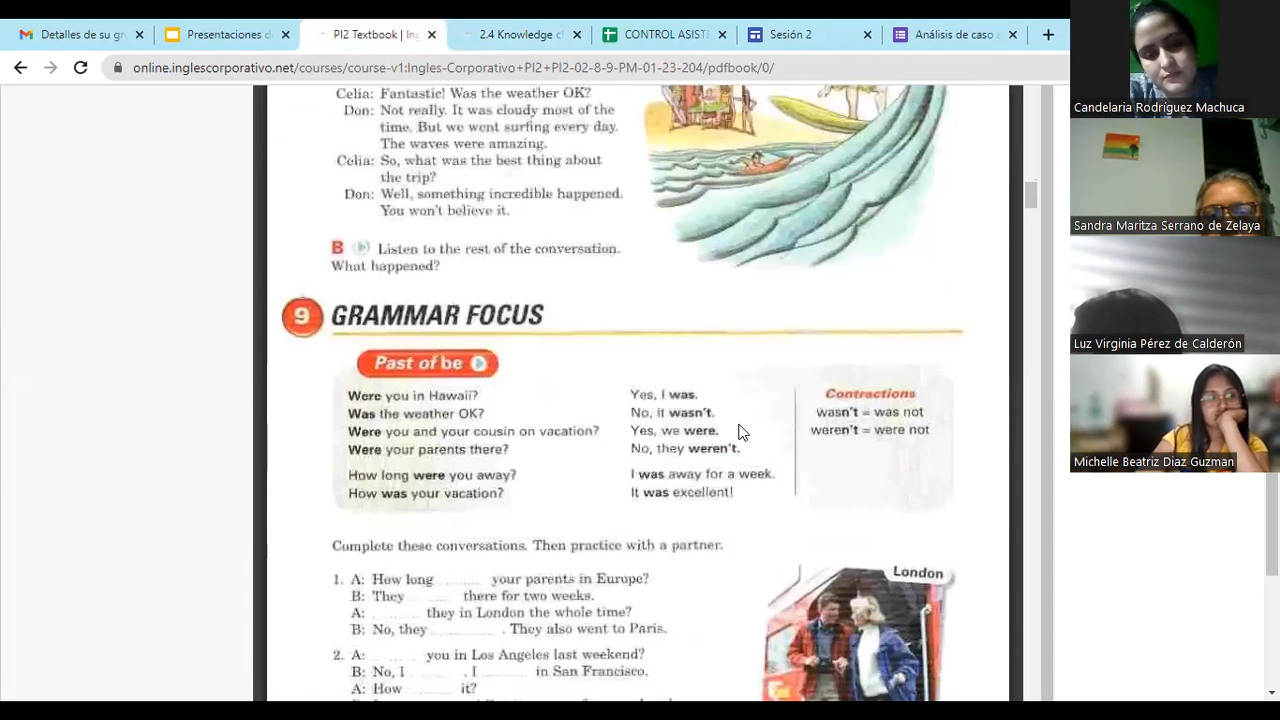 Detalles de su gr
Presentaciones d
PI2 Textbook | In
2.4 Knowledge c
CONTROL ASIST
Sesión 2
Análisis de caso
online.inglescorporativo.net/courses/course-v1:Ingles-Corporativo+PI2+PI2-02-8-9-PM-01-23-204/pdfbook/0/
Celia: Fantastic! Was the weather OK?
Don: Not really. It was cloudy most of the
time. But we went surfing every day.
The waves were amazing.
Celia: So, what was the best thing about
the trip?
Don: Well, something incredible happened.
You won't believe it.
B Listen to the rest of the conversation.
What happened?
9 GRAMMAR FOCUS
Past of be
Were you in Hawaii? Yes, I was.
Was the weather OK? No, it wasn't.
Were you and your cousin on vacation? Yes, we were.
Were your parents there? No, they weren't.
How long were you away? I was away for a week.
How was your vacation? It was excellent!
Contractions
wasn't = was not
weren't = were not
Complete these conversations. Then practice with a partner.
1. A: How long ........ your parents in Europe?
B: They ........ there for two weeks.
A: ........ they in London the whole time?
B: No, they ............ . They also went to Paris.
2. A: ........ you in Los Angeles last weekend?
B: No, I ........ . I ........ in San Francisco.
A: How ........ it?
London
Candelaria Rodríguez Machuca
Sandra Maritza Serrano de Zelaya
Luz Virginia Pérez de Calderón
Michelle Beatriz Diaz Guzman